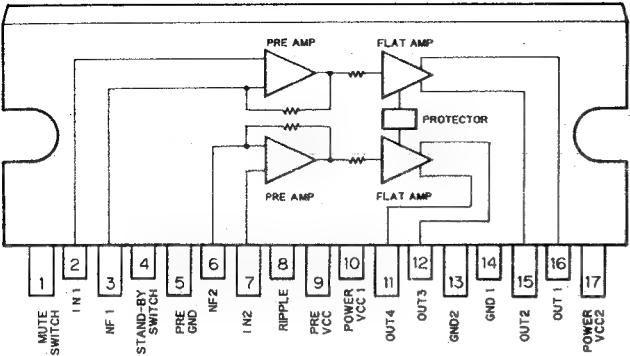 PRE AMP
FLAT AMP
PROTECTOR
PRE AMP
FLAT AMP
1
2
3
4
5
6
7
8
9
10
11
12
13
14
15
16
17
MUTE
SWITCH
IN 1
NF 1
STAND-BY
SWITCH
PRE
GND
NF2
IN2
RIPPLE
PRE
VCC
POWER
VCC 1
OUT4
OUT3
GND2
GND 1
OUT2
OUT 1
POWER
VCC2